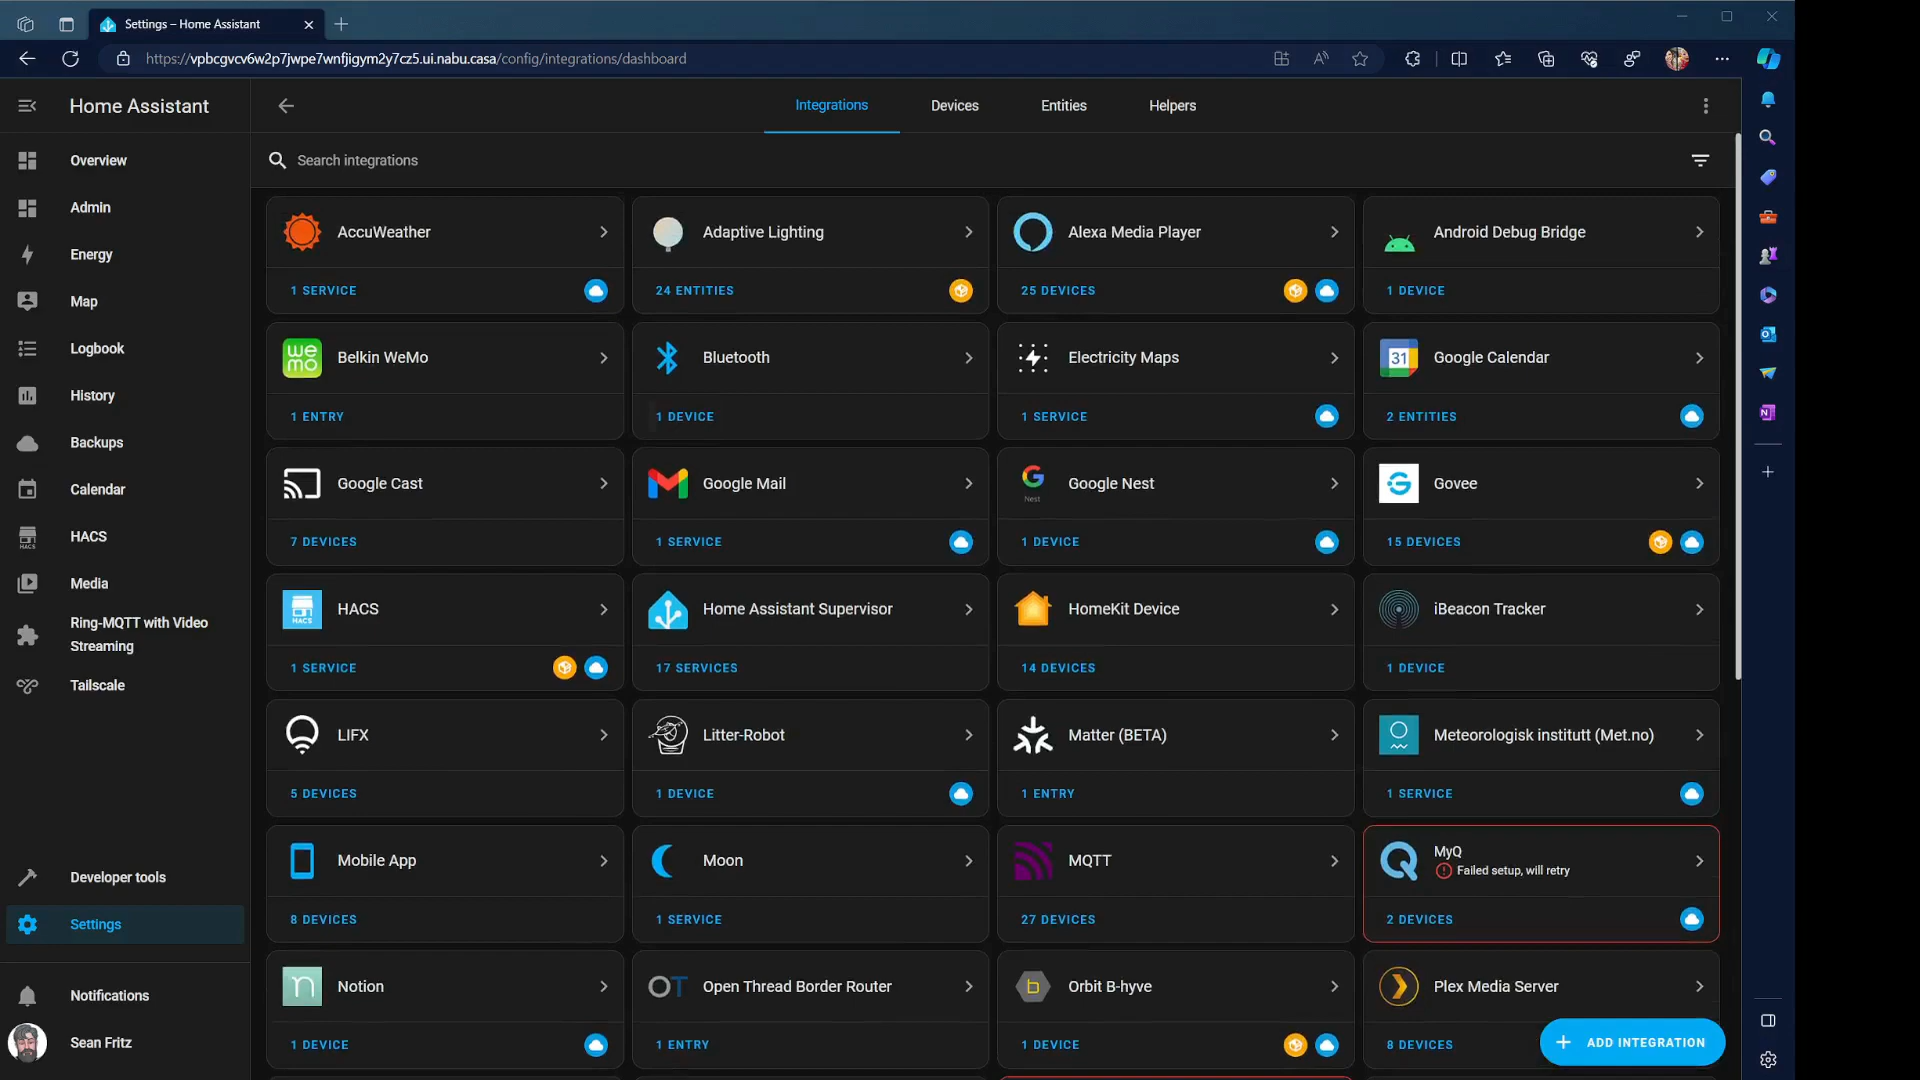 Settings – Home Assistant
https://vpbcgvcv6w2p7jwpe7wnfjigym2y7cz5.ui.nabu.casa/config/integrations/dashboard
Home Assistant
Integrations
Devices
Entities
Helpers
Search integrations
Overview
Admin
Energy
Map
Logbook
History
Backups
Calendar
HACS
HACS
Media
Ring-MQTT with Video
Streaming
Tailscale
Developer tools
Settings
Notifications
Sean Fritz
AccuWeather
1 SERVICE
Adaptive Lighting
24 ENTITIES
Alexa Media Player
25 DEVICES
Android Debug Bridge
1 DEVICE
we
mo
Belkin WeMo
1 ENTRY
Bluetooth
1 DEVICE
Electricity Maps
1 SERVICE
31
Google Calendar
2 ENTITIES
Google Cast
7 DEVICES
Google Mail
1 SERVICE
Nest
Google Nest
1 DEVICE
Govee
15 DEVICES
HACS
HACS
1 SERVICE
Home Assistant Supervisor
17 SERVICES
HomeKit Device
14 DEVICES
iBeacon Tracker
1 DEVICE
LIFX
5 DEVICES
Litter-Robot
1 DEVICE
Matter (BETA)
1 ENTRY
Meteorologisk institutt (Met.no)
1 SERVICE
Mobile App
8 DEVICES
Moon
1 SERVICE
MQTT
27 DEVICES
MyQ
Failed setup, will retry
2 DEVICES
n
Notion
1 DEVICE
OT
Open Thread Border Router
1 ENTRY
b
Orbit B-hyve
1 DEVICE
Plex Media Server
8 DEVICES
ADD INTEGRATION